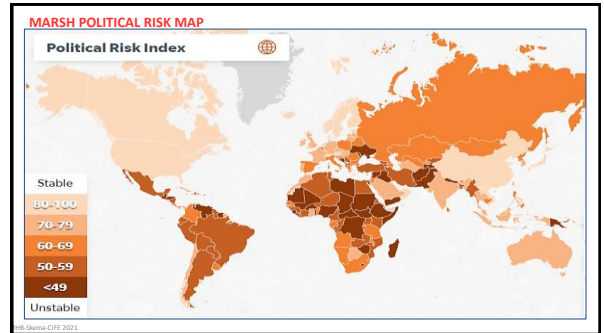 MARSH POLITICAL RISK MAP
Political Risk Index
Stable
80-100
70-79
60-69
50-59
<49
Unstable
IHB-Skema-CIFE 2021